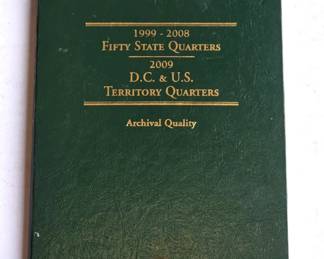 1999 - 2008
FIFTY STATE QUARTERS
2009
D.C. & U.S.
TERRITORY QUARTERS
Archival Quality